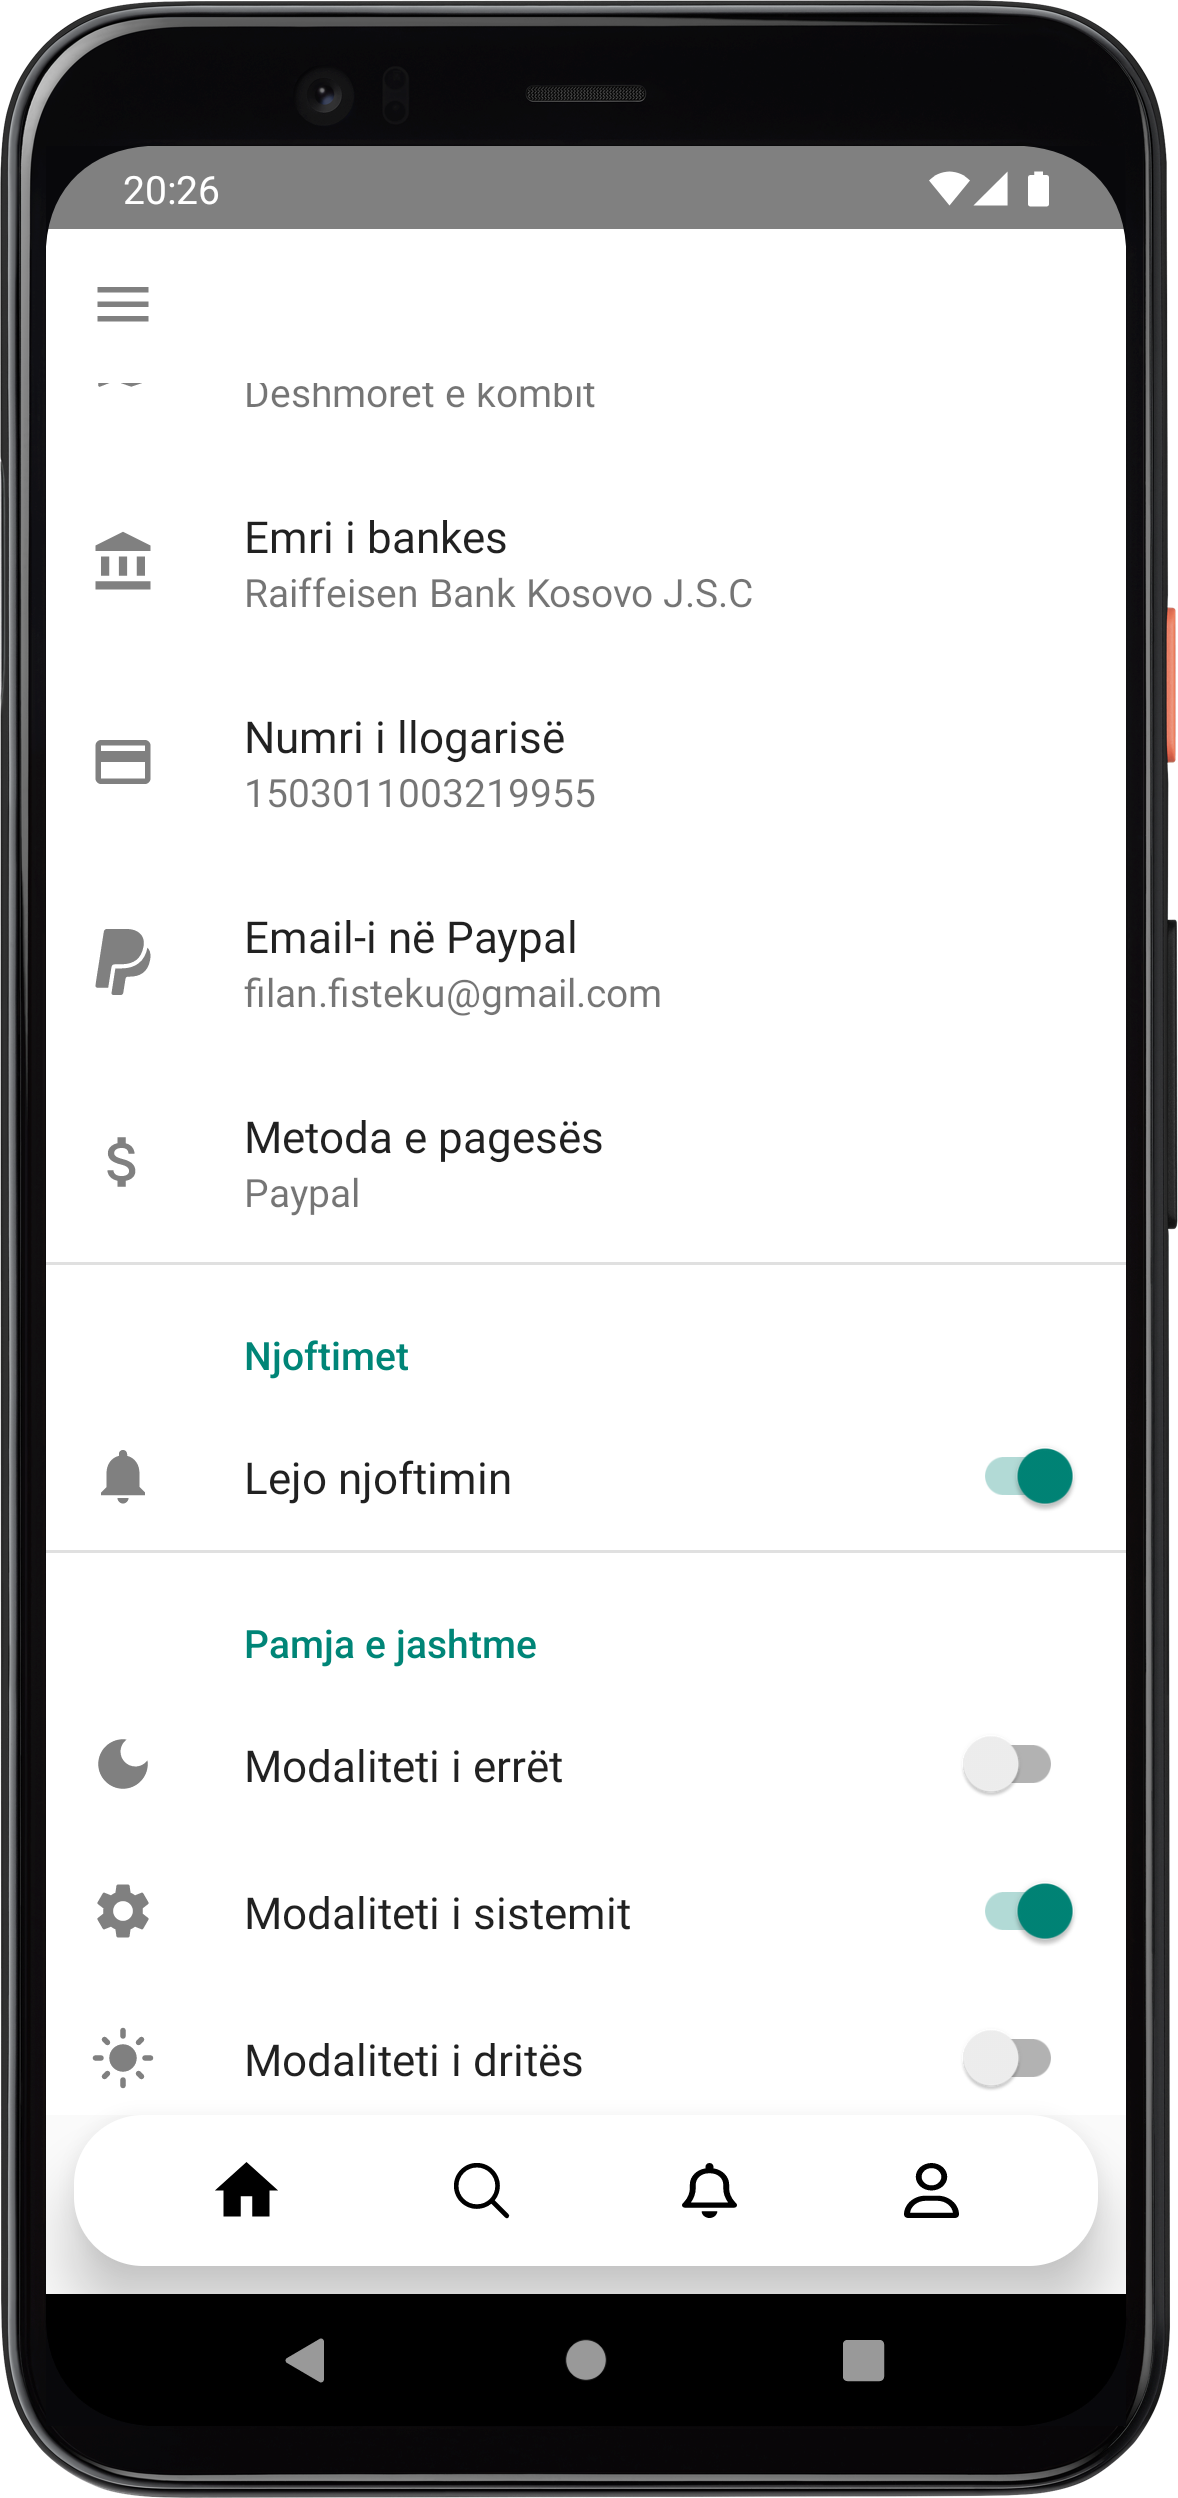 20:26
Deshmoret e kombit
Emri i bankes
Raiffeisen Bank Kosovo J.S.C
Numri i llogarisë
1503011003219955
Email-i në Paypal
filan.fisteku@gmail.com
Metoda e pagesës
Paypal
Njoftimet
Lejo njoftimin
Pamja e jashtme
Modaliteti i errët
Modaliteti i sistemit
Modaliteti i dritës